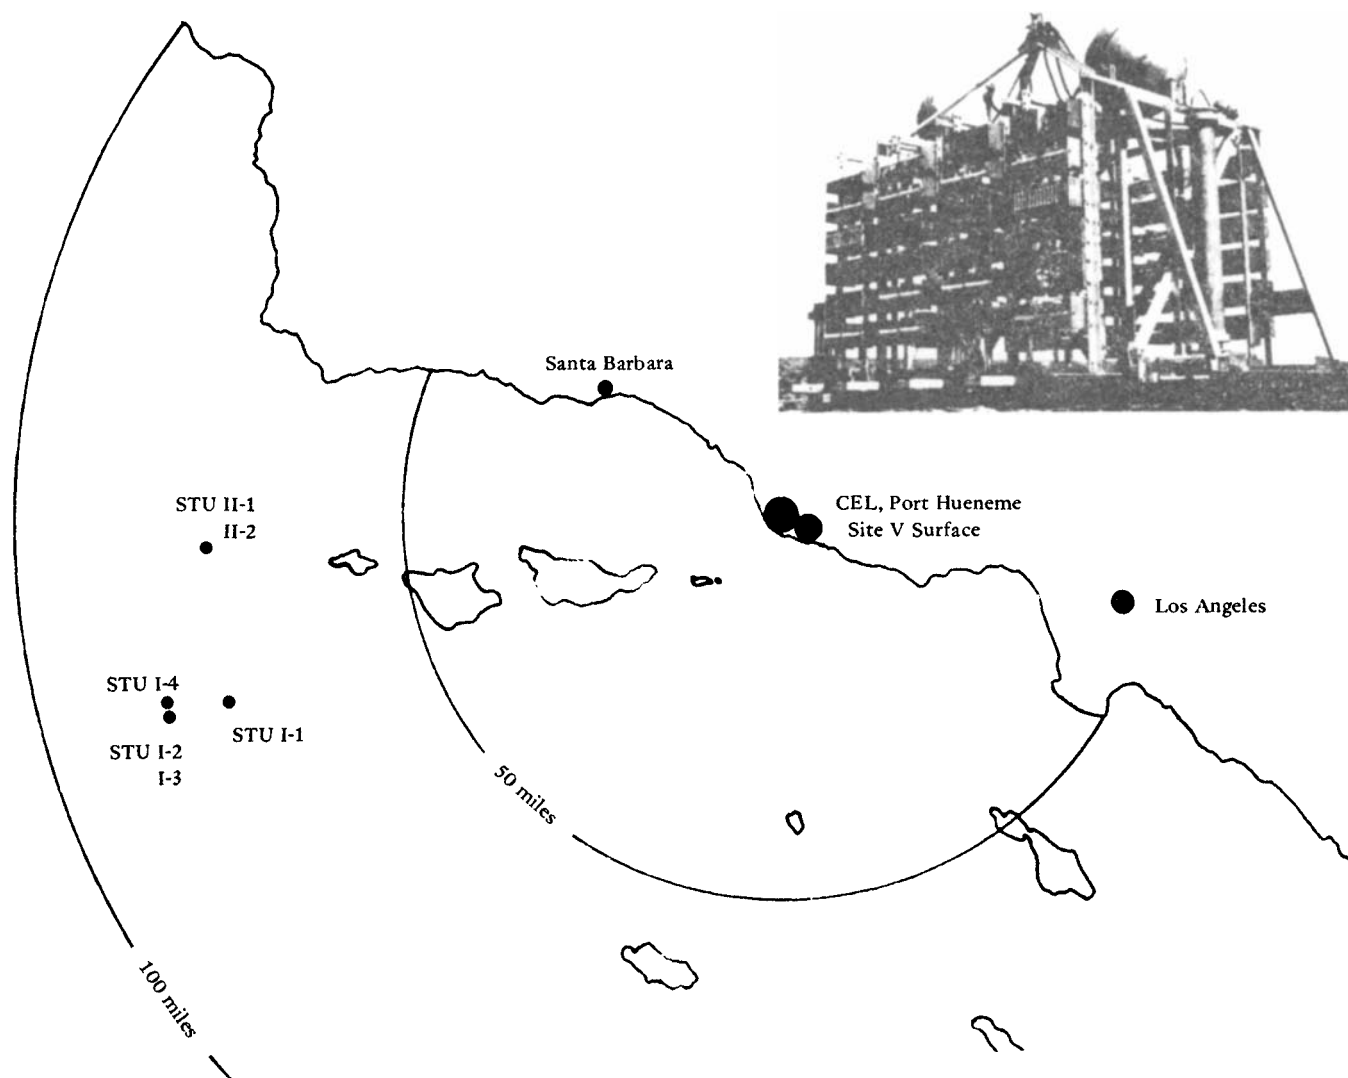 Santa Barbara
STU II-1
II-2
CEL, Port Hueneme
Site V Surface
Los Angeles
STU I-4
STU I-1
STU I-2
I-3
50 miles
100 miles